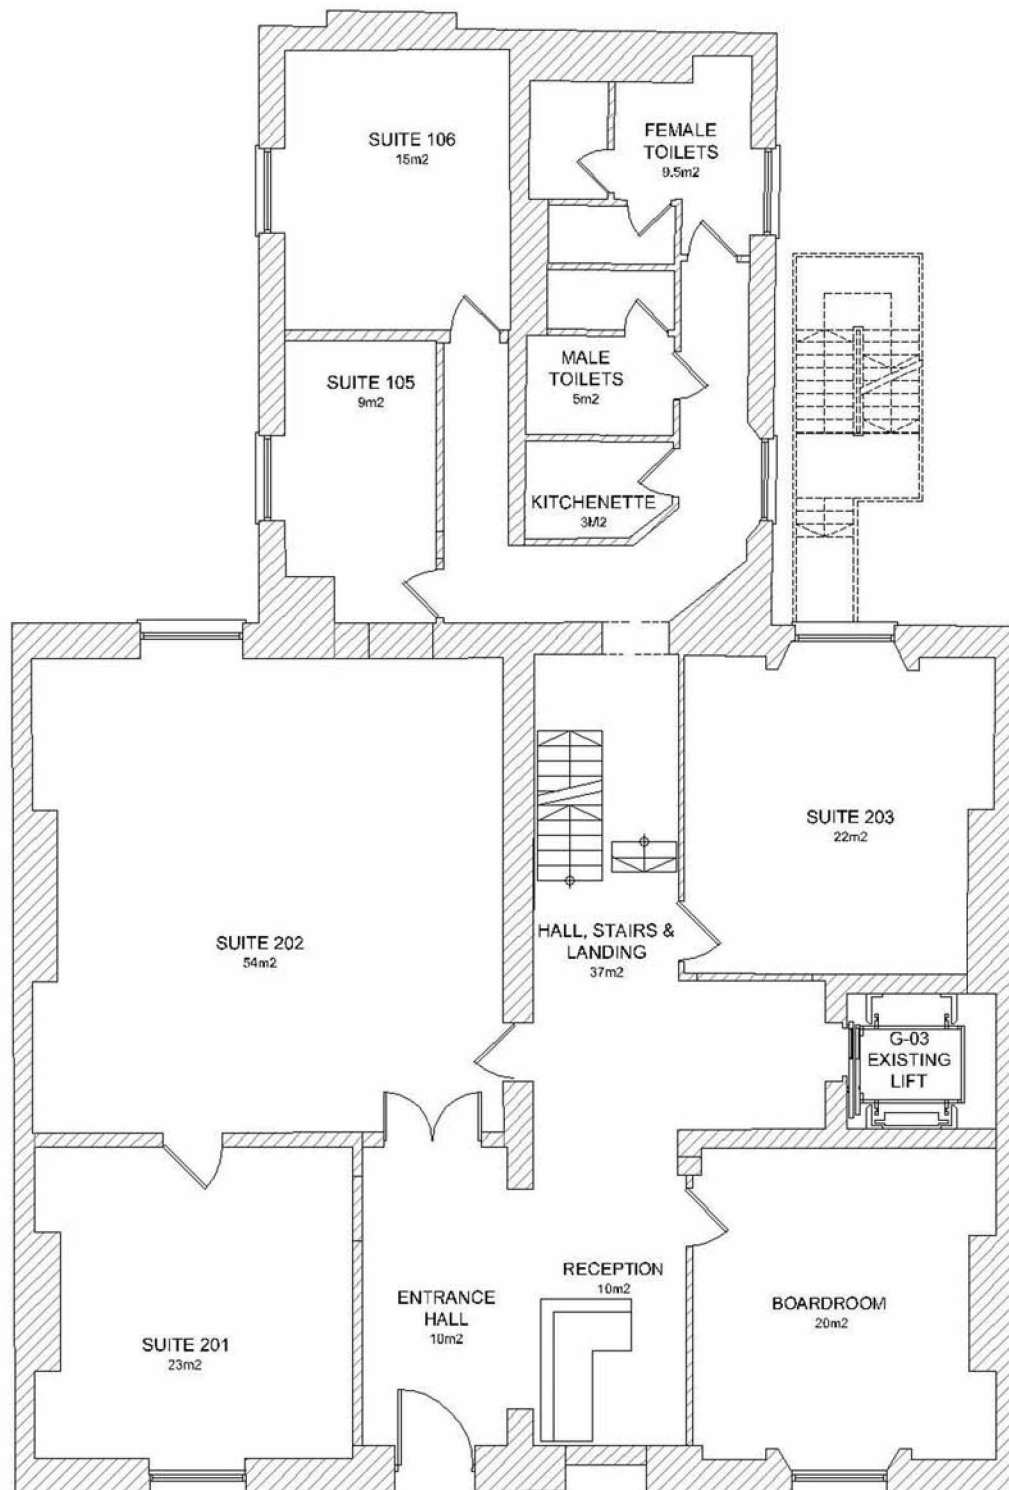 SUITE 106
15m2
FEMALE
TOILETS
9.5m2
SUITE 105
9m2
MALE
TOILETS
5m2
KITCHENETTE
3M2
SUITE 203
22m2
SUITE 202
54m2
HALL, STAIRS &
LANDING
37m2
G-03
EXISTING
LIFT
RECEPTION
10m2
ENTRANCE
HALL
10m2
BOARDROOM
20m2
SUITE 201
23m2